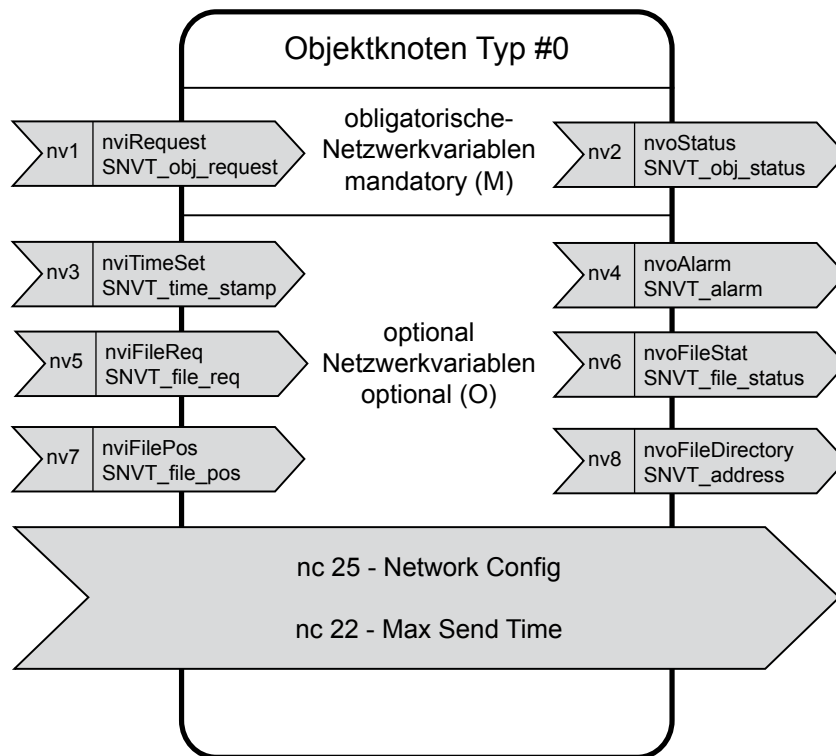 Objektknoten Typ #0
obligatorische-
Netzwerkvariablen
mandatory (M)
nv1
nviRequest
SNVT_obj_request
nv2
nvoStatus
SNVT_obj_status
nv3
nviTimeSet
SNVT_time_stamp
nv4
nvoAlarm
SNVT_alarm
optional
Netzwerkvariablen
optional (O)
nv5
nviFileReq
SNVT_file_req
nv6
nvoFileStat
SNVT_file_status
nv7
nviFilePos
SNVT_file_pos
nv8
nvoFileDirectory
SNVT_address
nc 25 - Network Config
nc 22 - Max Send Time